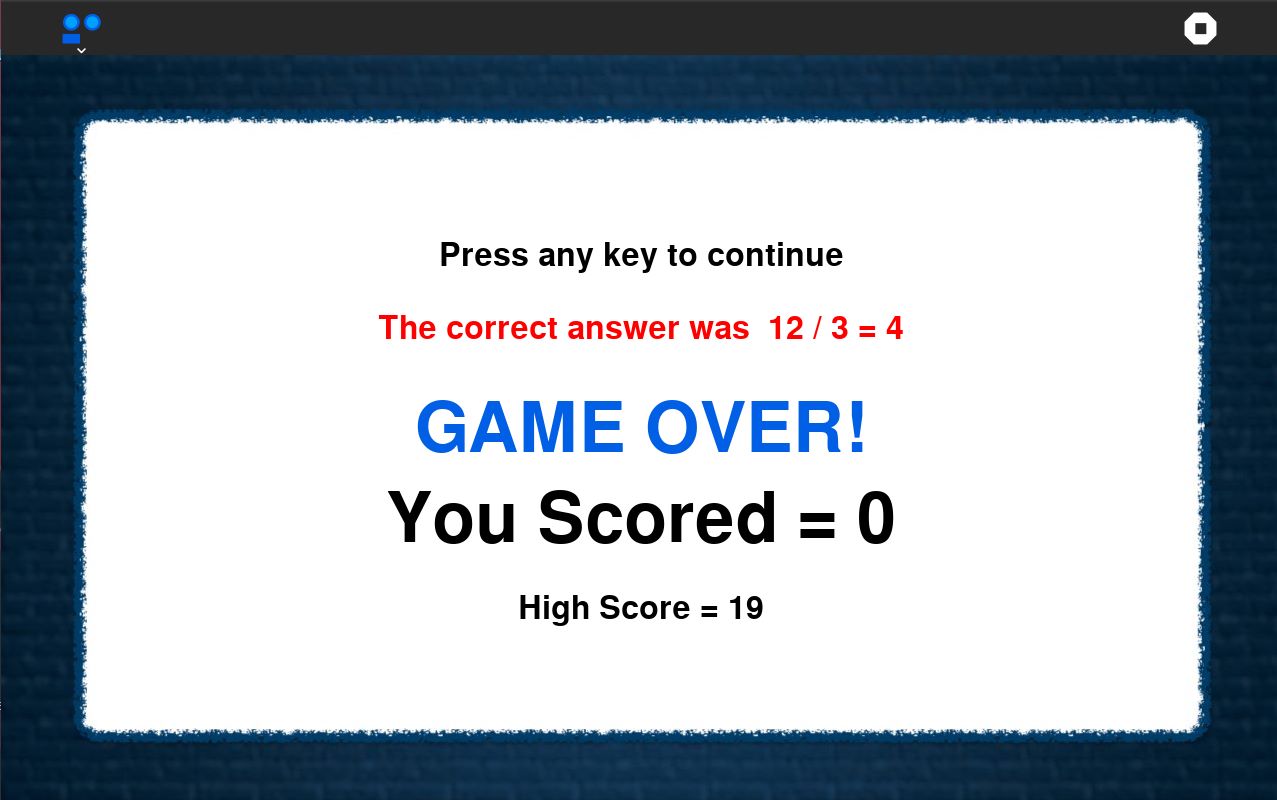 Press any key to continue
The correct answer was  12 / 3 = 4
GAME OVER!
You Scored = 0
High Score = 19